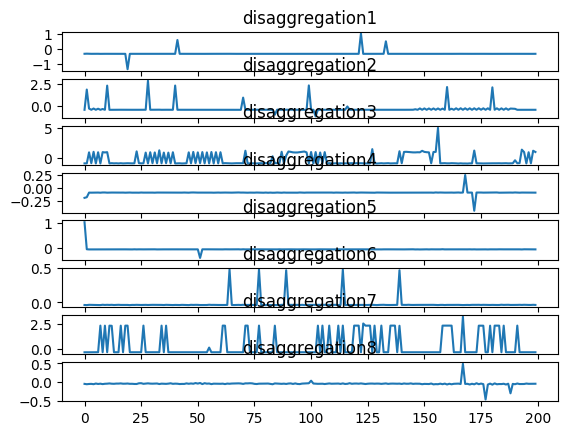 disaggregation1
1
0
−1
disaggregation2
2.5
0.0
disaggregation3
5
0
disaggregation4
0.25
0.00
−0.25
disaggregation5
1
0
disaggregation6
0.5
0.0
disaggregation7
2.5
0.0
disaggregation8
0.5
0.0
−0.5
0 25 50 75 100 125 150 175 200